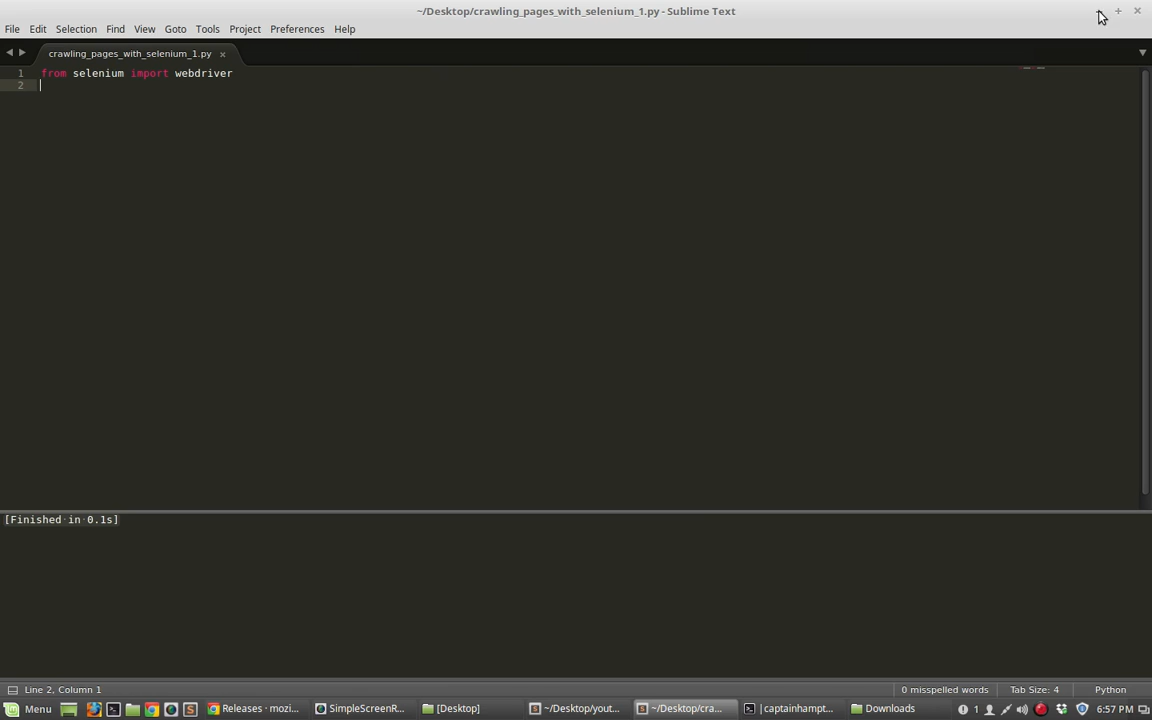 ~/Desktop/crawling_pages_with_selenium_1.py - Sublime Text
File Edit Selection Find View Goto Tools Project Preferences Help
crawling_pages_with_selenium_1.py ×
1 from selenium import webdriver
2
[Finished in 0.1s]
Line 2, Column 1 0 misspelled words Tab Size: 4 Python
Menu Releases · mozi... SimpleScreenR... [Desktop] ~/Desktop/yout... ~/Desktop/cra... |captainhampt... Downloads 1 6:57 PM